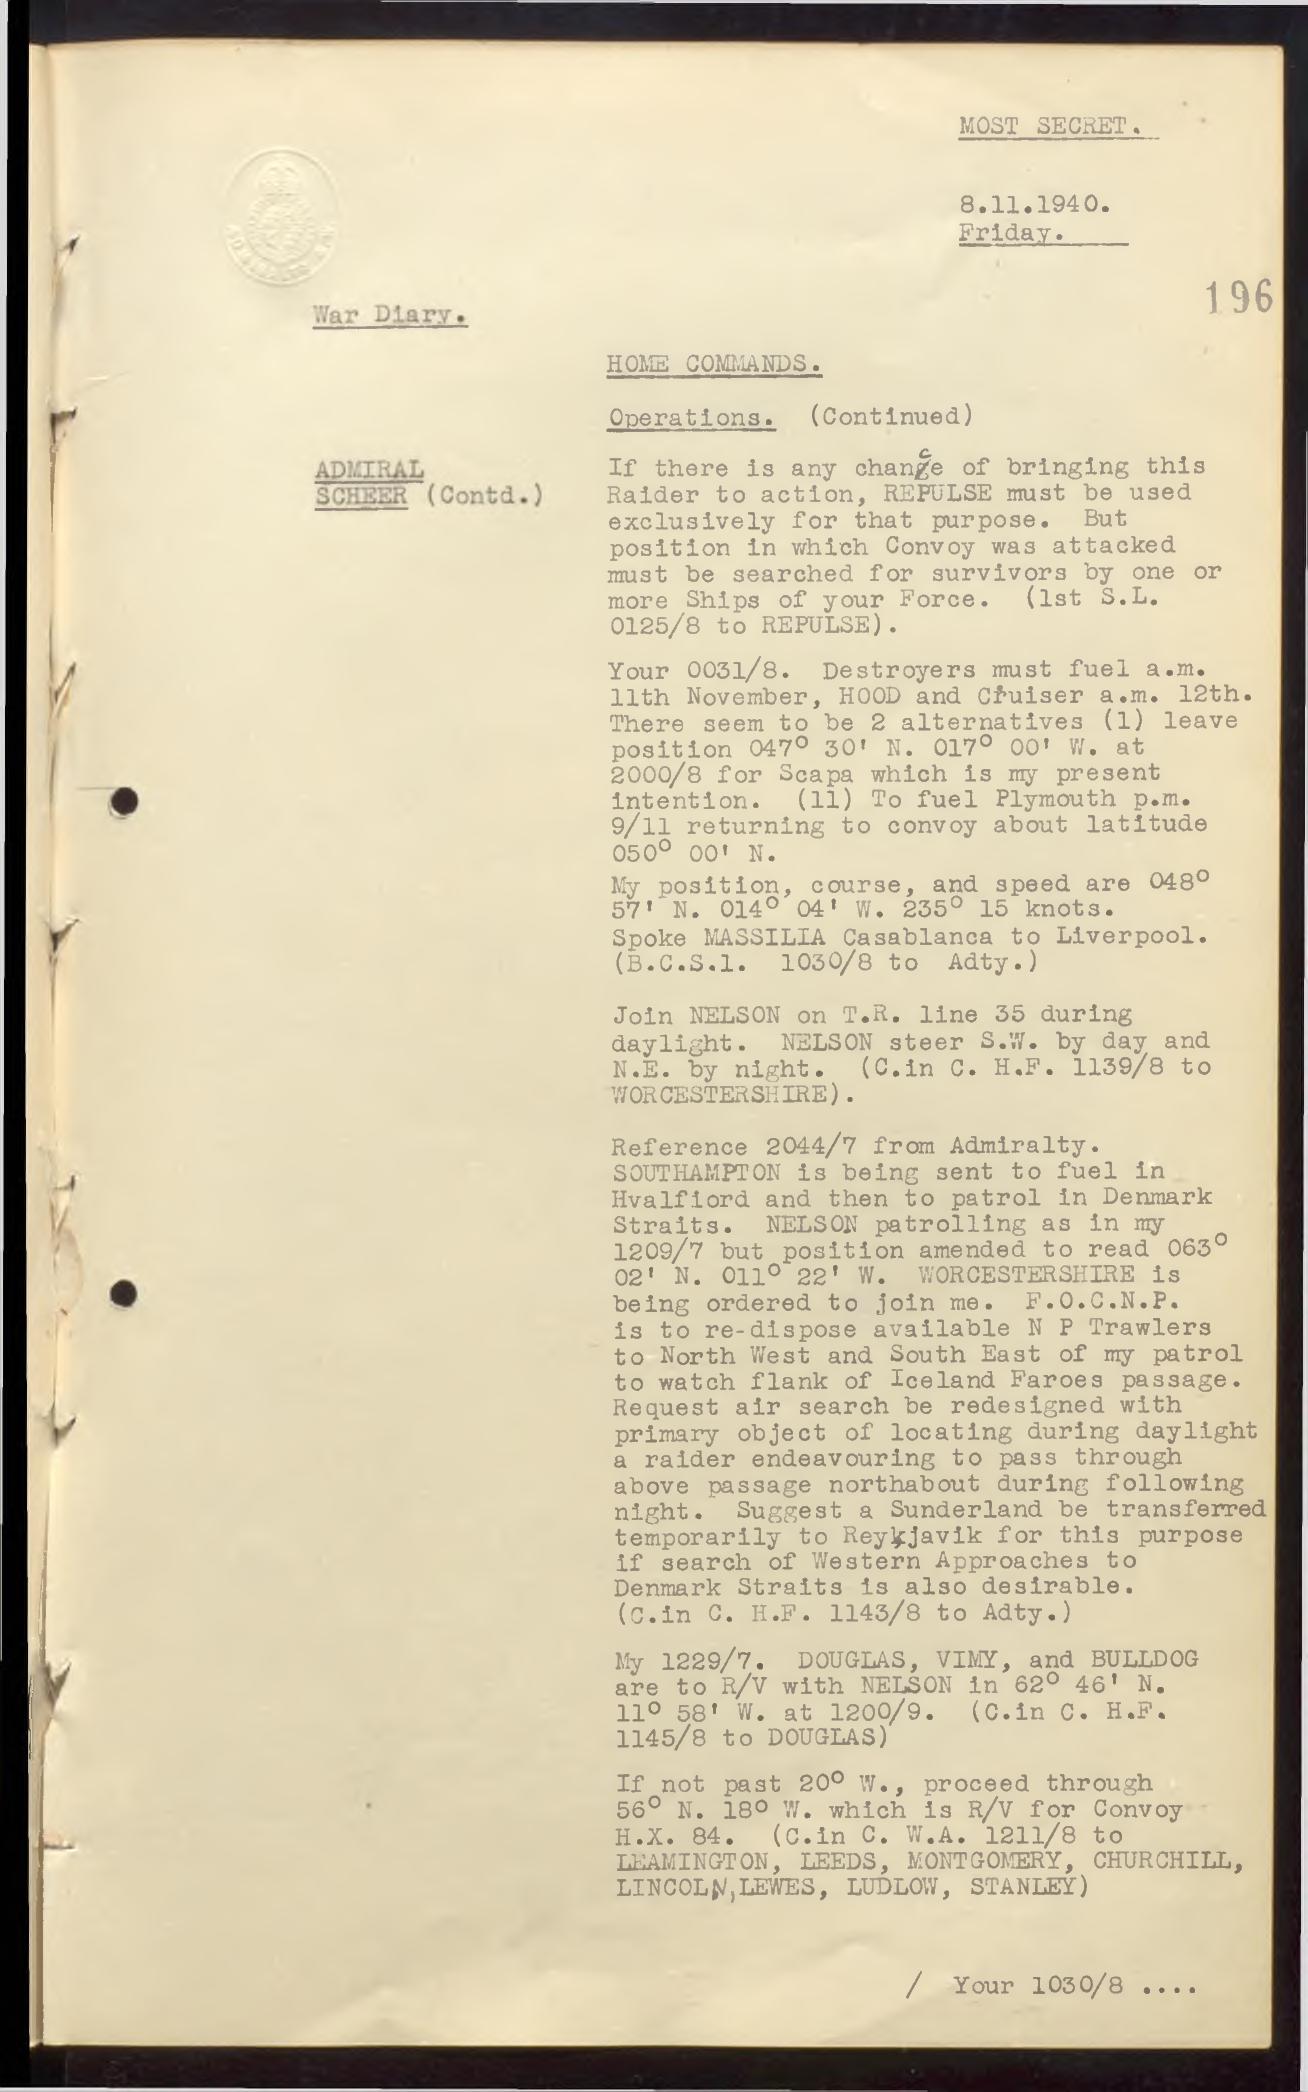 MOST SECRET.
8.11.1940.
Friday.
196
War Diary.
HOME COMMANDS.
Operations. (Continued)
ADMIRAL
SCHEER (Contd.)
If there is any chance of bringing this
Raider to action, REPULSE must be used
exclusively for that purpose. But
position in which Convoy was attacked
must be searched for survivors by one or
more Ships of your Force. (1st S.L.
0125/8 to REPULSE).
Your 0031/8. Destroyers must fuel a.m.
11th November, HOOD and Cruiser a.m. 12th.
There seem to be 2 alternatives (1) leave
position 047° 30' N. 017° 00' W. at
2000/8 for Scapa which is my present
intention. (11) To fuel Plymouth p.m.
9/11 returning to convoy about latitude
050° 00' N.
My position, course, and speed are 048°
57' N. 014° 04' W. 235° 15 knots.
Spoke MASSILIA Casablanca to Liverpool.
(B.C.S.1. 1030/8 to Adty.)
Join NELSON on T.R. line 35 during
daylight. NELSON steer S.W. by day and
N.E. by night. (C.in C. H.F. 1139/8 to
WORCESTERSHIRE).
Reference 2044/7 from Admiralty.
SOUTHAMPTON is being sent to fuel in
Hvalfiord and then to patrol in Denmark
Straits. NELSON patrolling as in my
1209/7 but position amended to read 063°
02' N. 011° 22' W. WORCESTERSHIRE is
being ordered to join me. F.O.C.N.P.
is to re-dispose available N P Trawlers
to North West and South East of my patrol
to watch flank of Iceland Faroes passage.
Request air search be redesigned with
primary object of locating during daylight
a raider endeavouring to pass through
above passage northabout during following
night. Suggest a Sunderland be transferred
temporarily to Reykjavik for this purpose
if search of Western Approaches to
Denmark Straits is also desirable.
(C.in C. H.F. 1143/8 to Adty.)
My 1229/7. DOUGLAS, VIMY, and BULLDOG
are to R/V with NELSON in 62° 46' N.
11° 58' W. at 1200/9. (C.in C. H.F.
1145/8 to DOUGLAS)
If not past 20° W., proceed through
56° N. 18° W. which is R/V for Convoy
H.X. 84. (C.in C. W.A. 1211/8 to
LEAMINGTON, LEEDS, MONTGOMERY, CHURCHILL,
LINCOLN, LEWES, LUDLOW, STANLEY)
/ Your 1030/8 ....